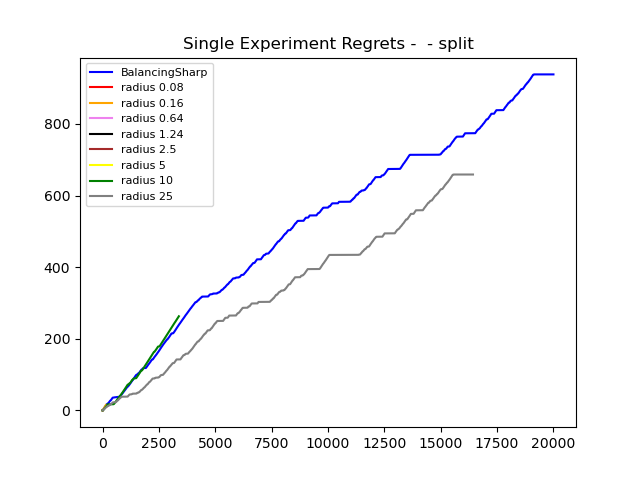 Single Experiment Regrets -  - split
BalancingSharp
radius 0.08
radius 0.16
radius 0.64
radius 1.24
radius 2.5
radius 5
radius 10
radius 25
800
600
400
200
0
0 2500 5000 7500 10000 12500 15000 17500 20000